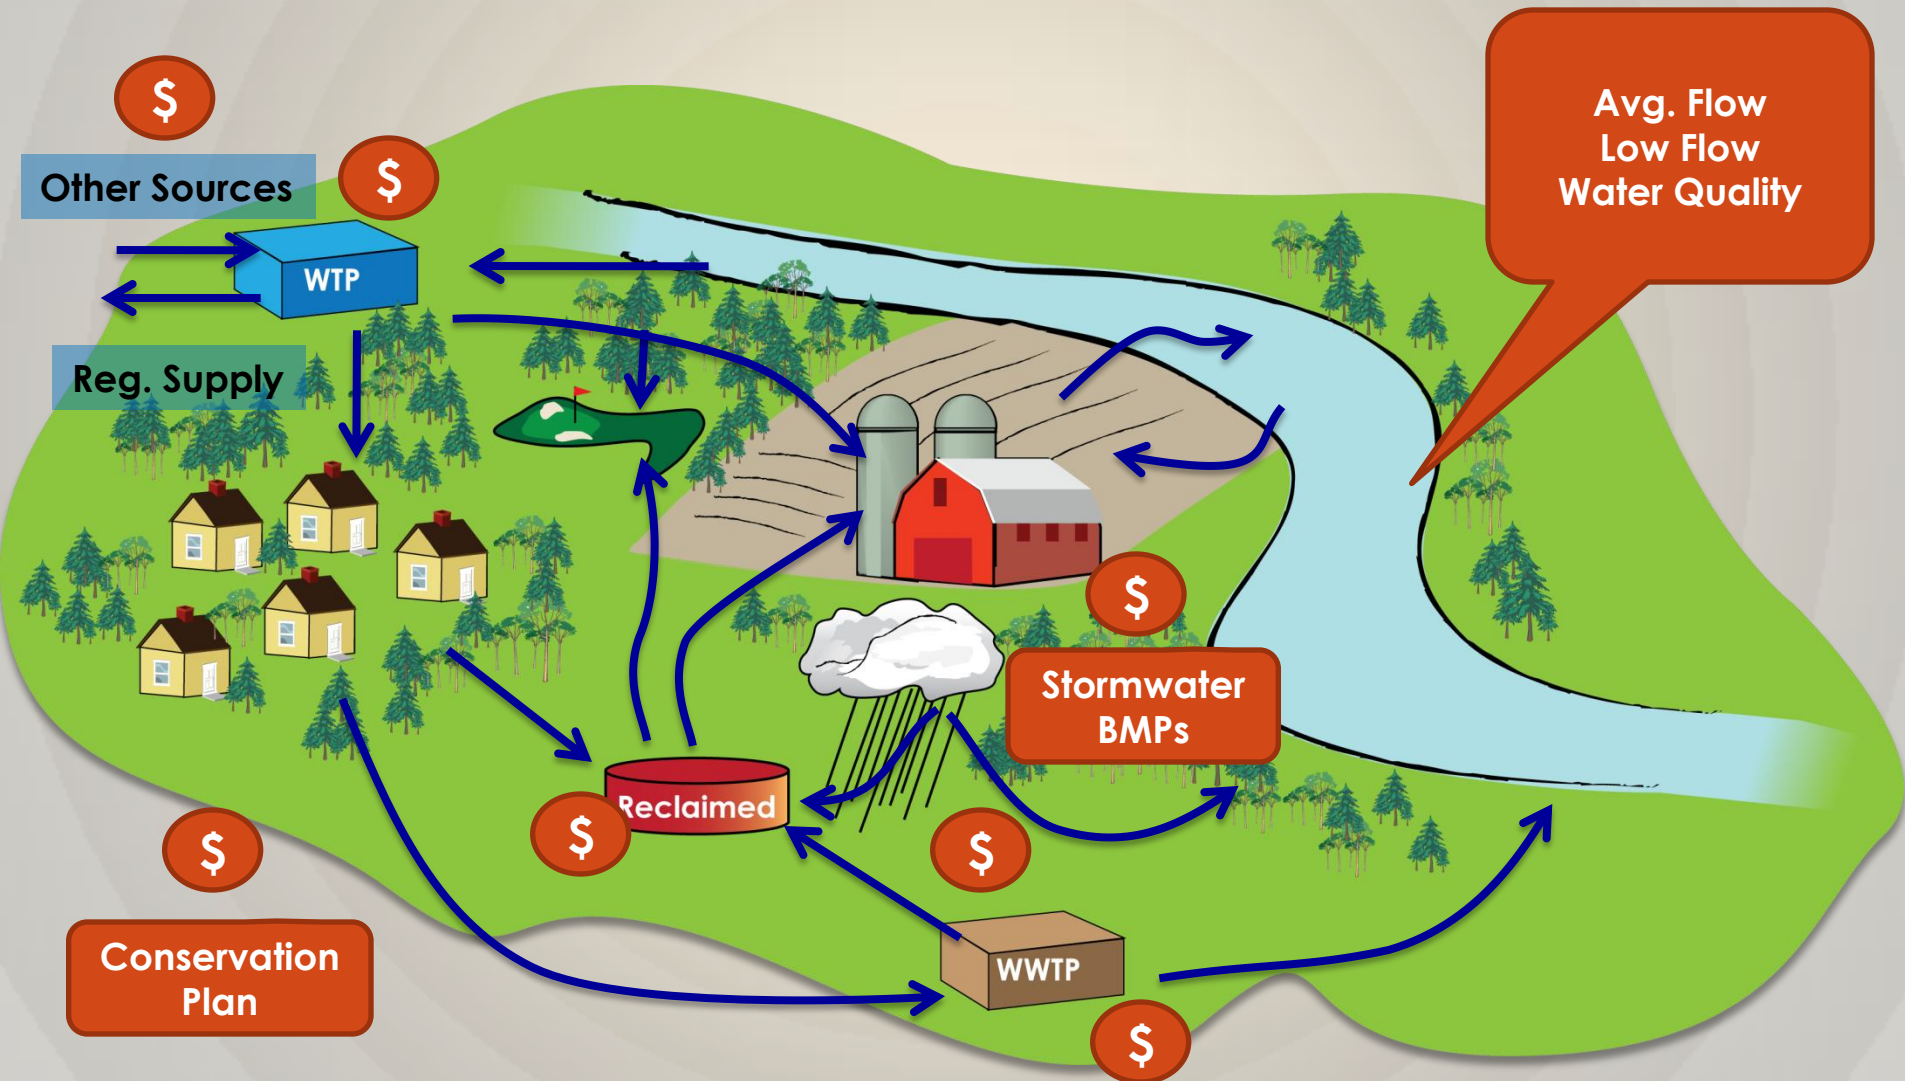 $
$
Other Sources
WTP
Reg. Supply
Avg. Flow
Low Flow
Water Quality
$
Stormwater
BMPs
Reclaimed
$
$
$
Conservation
Plan
WWTP
$